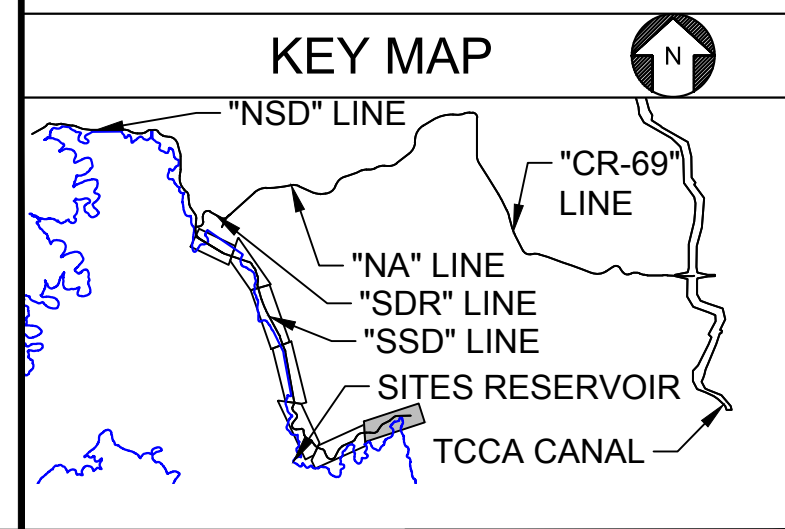 KEY MAP
N
"NSD" LINE
"CR-69"
LINE
"NA" LINE
"SDR" LINE
"SSD" LINE
SITES RESERVOIR
TCCA CANAL